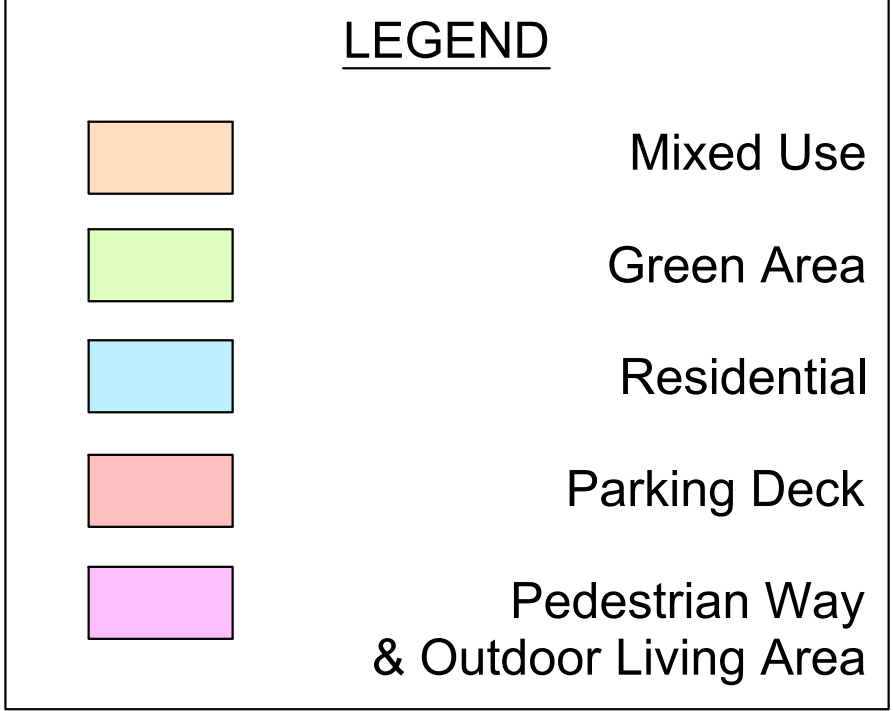 LEGEND
Mixed Use
Green Area
Residential
Parking Deck
Pedestrian Way
& Outdoor Living Area